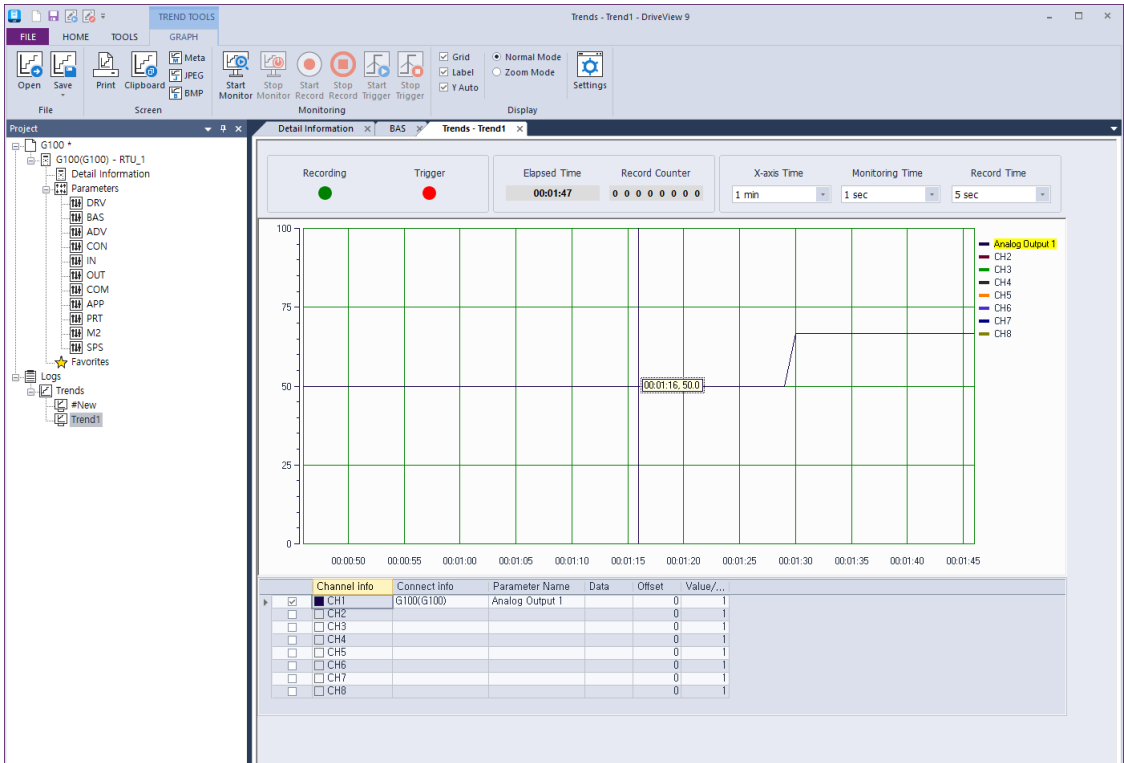 TREND TOOLS
Trends - Trend1 - DriveView 9
FILE HOME TOOLS GRAPH
Open Save Print Clipboard Meta JPEG BMP
Start Monitor Stop Monitor Start Record Stop Record Start Trigger Stop Trigger
Grid Label Y Auto
Normal Mode
Zoom Mode
Settings
File Screen Monitoring Display
Project
G100 *
G100(G100) - RTU_1
Detail Information
Parameters
DRV
BAS
ADV
CON
IN
OUT
COM
APP
PRT
M2
SPS
Favorites
Logs
Trends
#New
Trend1
Detail Information BAS Trends - Trend1
Recording Trigger Elapsed Time Record Counter X-axis Time Monitoring Time Record Time
00:01:47 0 0 0 0 0 0 0 0 1 min 1 sec 5 sec
100
75
50
25
0
00:01:16, 50.0
Analog Output 1
CH2
CH3
CH4
CH5
CH6
CH7
CH8
00:00:50 00:00:55 00:01:00 00:01:05 00:01:10 00:01:15 00:01:20 00:01:25 00:01:30 00:01:35 00:01:40 00:01:45
Channel info Connect info Parameter Name Data Offset Value/...
CH1 G100(G100) Analog Output 1 0 1
CH2 0 1
CH3 0 1
CH4 0 1
CH5 0 1
CH6 0 1
CH7 0 1
CH8 0 1